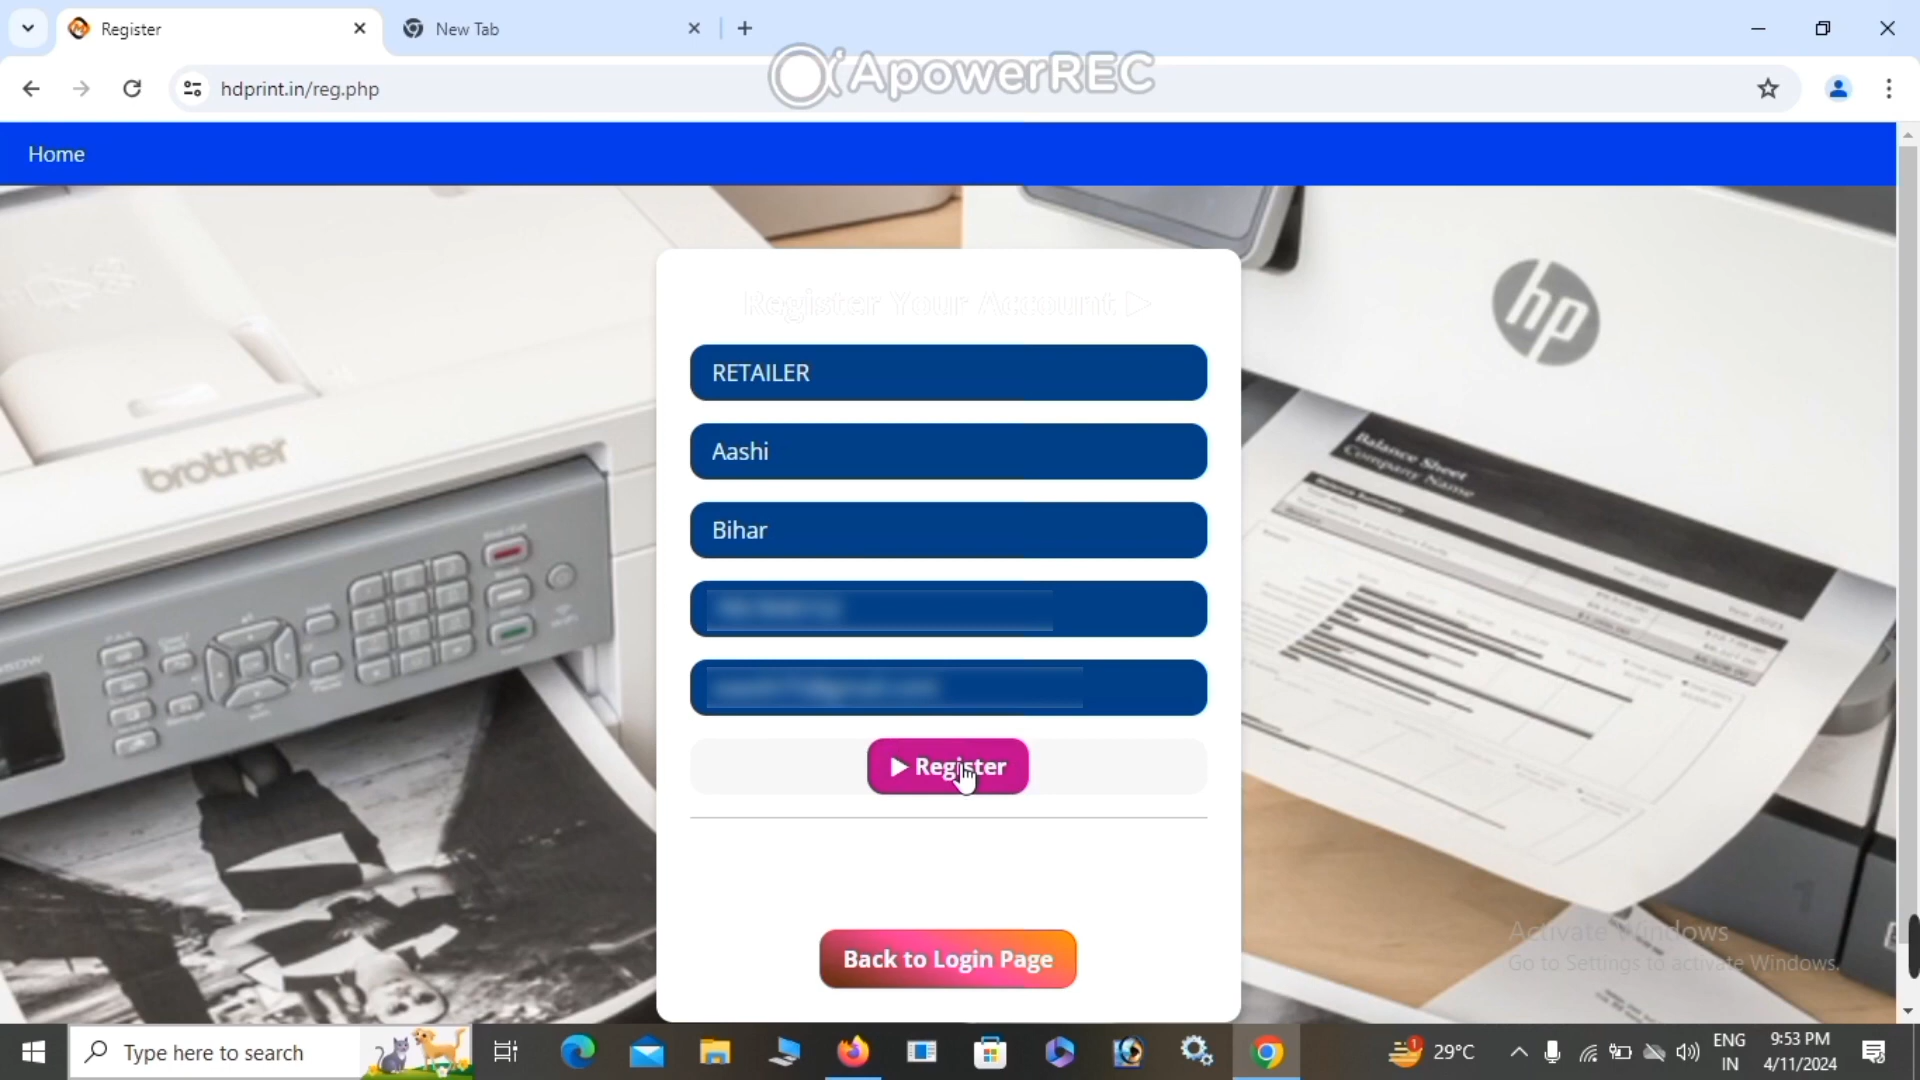 Register
New Tab
ApowerREC
hdprint.in/reg.php
Home
Register Your Account ▷
RETAILER
Aashi
Bihar
▶ Register
Back to Login Page
brother
hp
Balance Sheet
Company Name
Activate Windows
Go to Settings to activate Windows.
Type here to search
1
29°C
ENG
IN
9:53 PM
4/11/2024